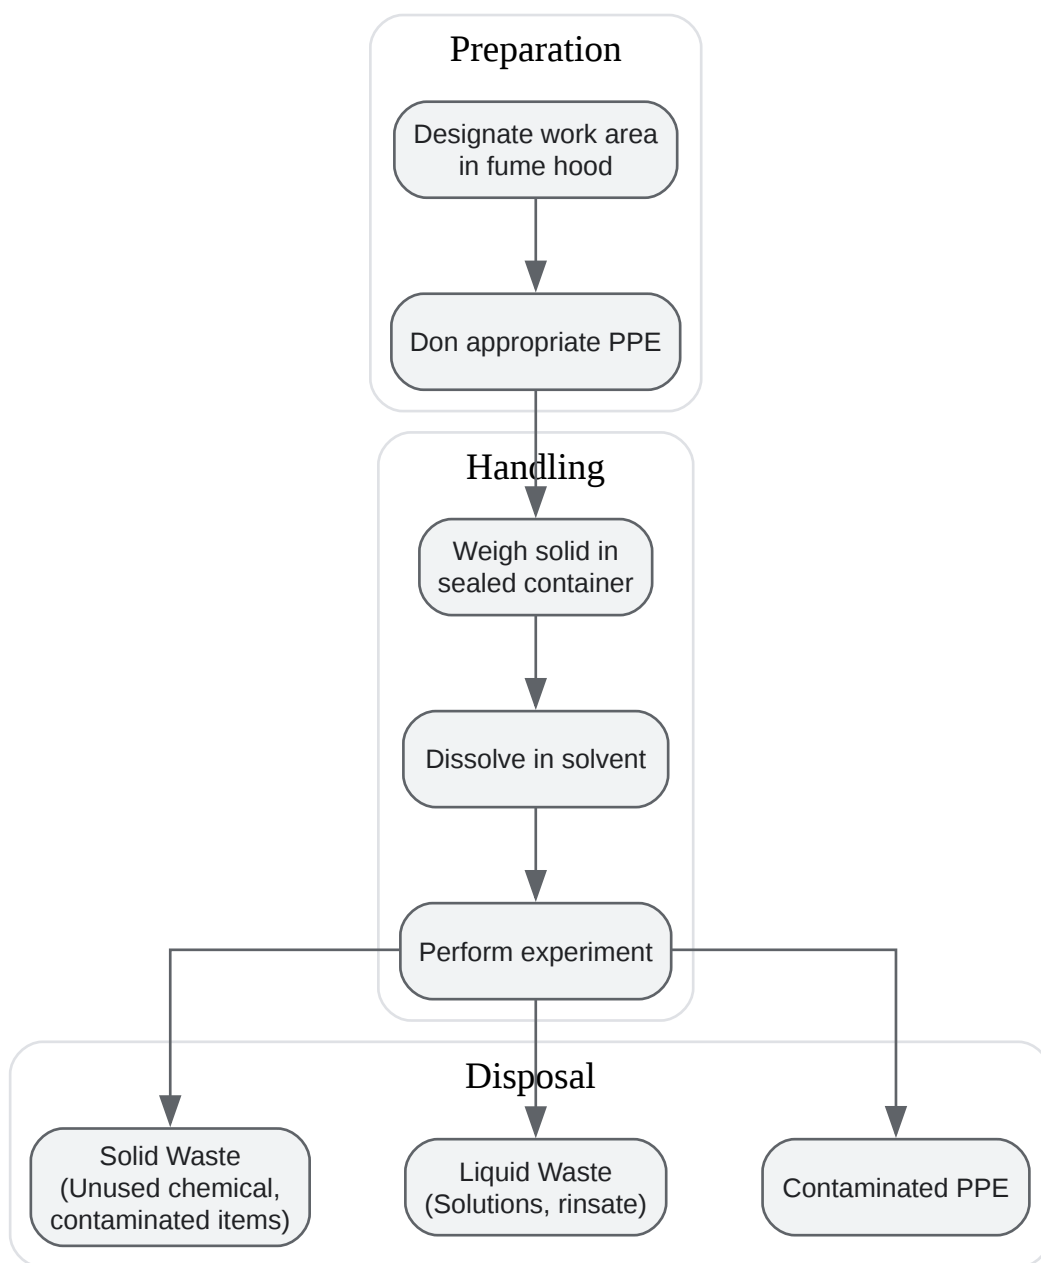 Preparation
Designate work area
in fume hood
Don appropriate PPE
Handling
Weigh solid in
sealed container
Dissolve in solvent
Perform experiment
Disposal
Solid Waste
(Unused chemical,
contaminated items)
Liquid Waste
(Solutions, rinsate)
Contaminated PPE